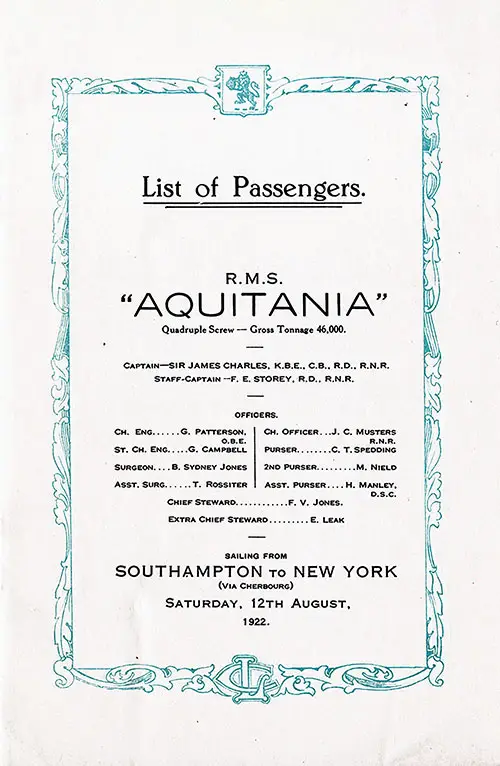 List of Passengers.
R.M.S.
“AQUITANIA”
Quadruple Screw — Gross Tonnage 46,000.
CAPTAIN—SIR JAMES CHARLES, K.B.E., C.B., R.D., R.N.R.
STAFF-CAPTAIN—F. E. STOREY, R.D., R.N.R.
OFFICERS.
CH. ENG......G. PATTERSON, O.B.E.
ST. CH. ENG.....G. CAMPBELL
SURGEON....B. SYDNEY JONES
ASST. SURG......T. ROSSITER
CH. OFFICER...J. C. MUSTERS R.N.R.
PURSER........C. T. SPEDDING
2ND PURSER........M. NIELD
ASST. PURSER....H. MANLEY, D.S.C.
CHIEF STEWARD............F. V. JONES.
EXTRA CHIEF STEWARD.........E. LEAK
SAILING FROM
SOUTHAMPTON TO NEW YORK
(VIA CHERBOURG)
SATURDAY, 12TH AUGUST,
1922.
CL